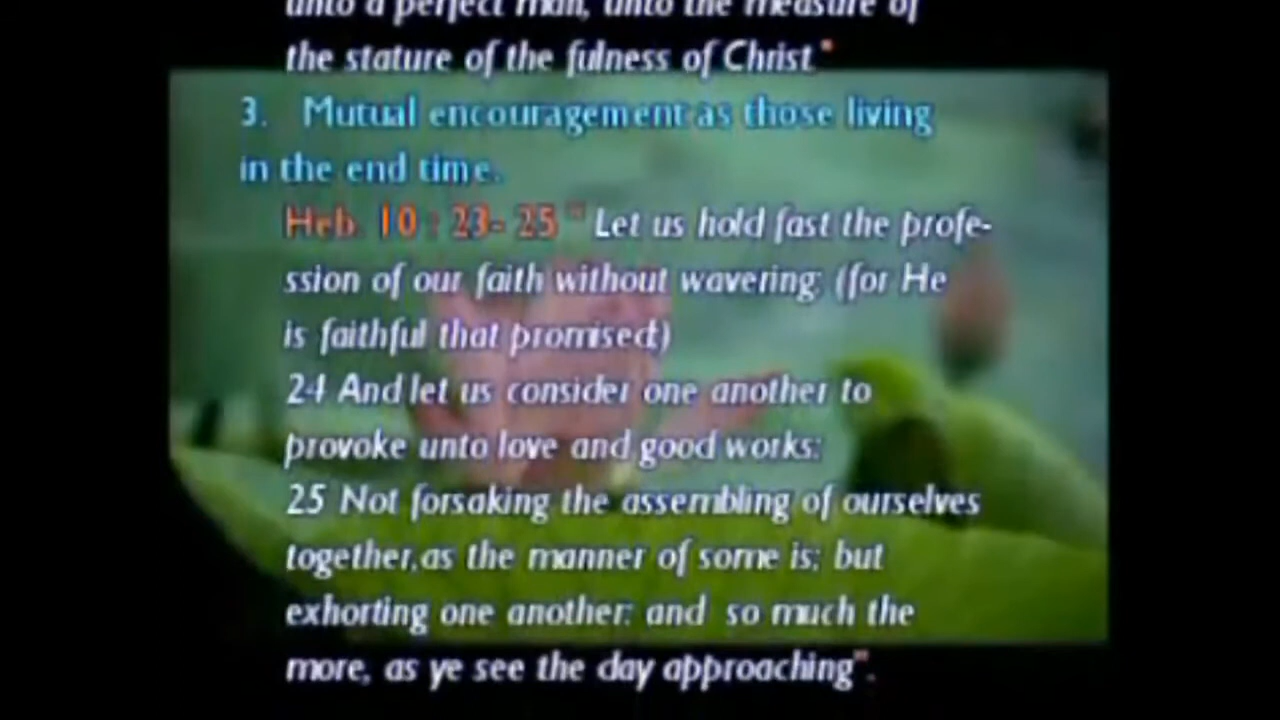 unto a perfect man, unto the measure of
the stature of the fulness of Christ."
3. Mutual encouragement as those living
in the end time.
Heb. 10 : 23- 25 " Let us hold fast the profe-
ssion of our faith without wavering; (for He
is faithful that promised;)
24 And let us consider one another to
provoke unto love and good works:
25 Not forsaking the assembling of ourselves
together,as the manner of some is; but
exhorting one another: and so much the
more, as ye see the day approaching".